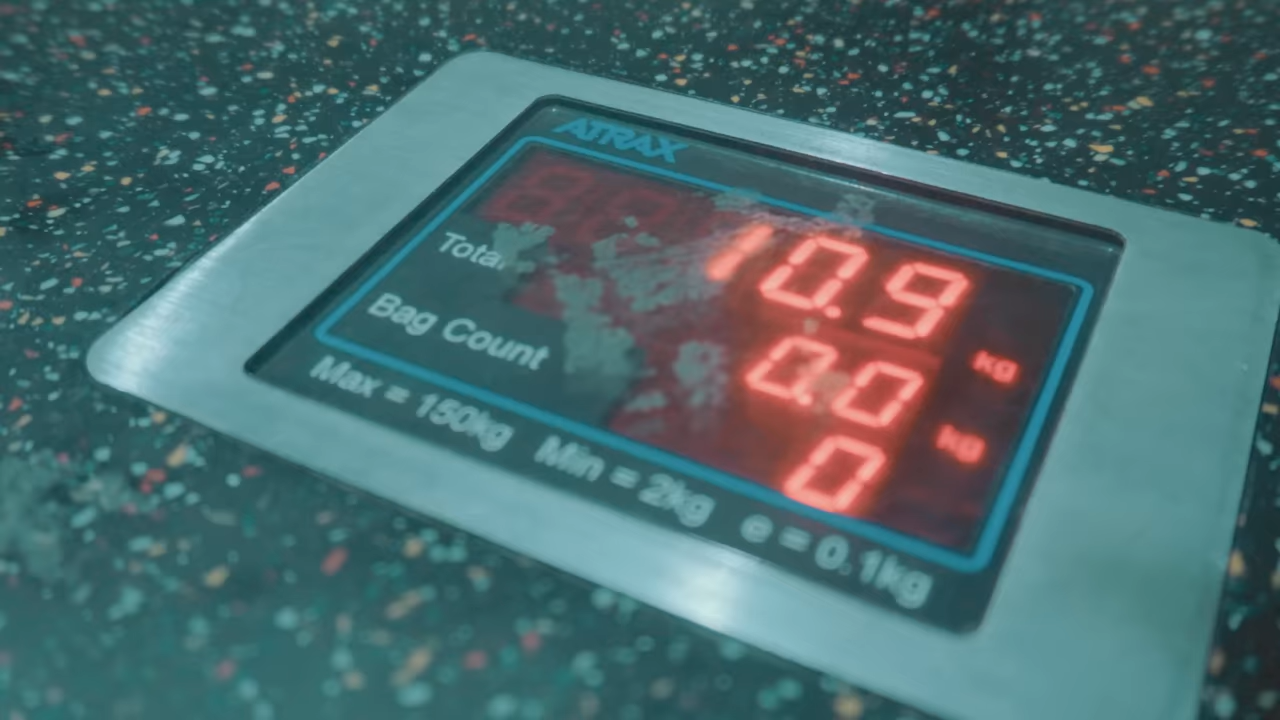 ATRAX
10.9 kg
Total 0.0 kg
Bag Count 0
Max = 150kg Min = 2kg e = 0.1kg